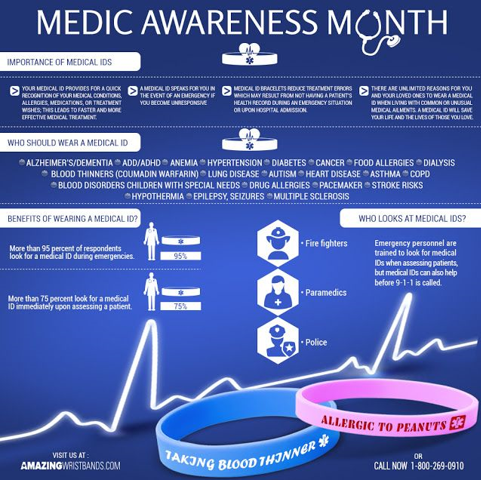 MEDIC AWARENESS MONTH
IMPORTANCE OF MEDICAL IDS
YOUR MEDICAL ID PROVIDES FOR A QUICK
RECOGNITION OF YOUR MEDICAL CONDITIONS,
ALLERGIES, MEDICATIONS, OR TREATMENT
WISHES; THIS LEADS TO FASTER AND MORE
EFFECTIVE MEDICAL TREATMENT.
A MEDICAL ID SPEAKS FOR YOU IN
THE EVENT OF AN EMERGENCY IF
YOU BECOME UNRESPONSIVE
MEDICAL ID BRACELETS REDUCE TREATMENT ERRORS
WHICH MAY RESULT FROM NOT HAVING A PATIENT'S
HEALTH RECORD DURING AN EMERGENCY SITUATION
OR UPON HOSPITAL ADMISSION.
THERE ARE UNLIMITED REASONS FOR YOU
AND YOUR LOVED ONES TO WEAR A MEDICAL
ID WHEN LIVING WITH COMMON OR UNUSUAL
MEDICAL AILMENTS. A MEDICAL ID WILL SAVE
YOUR LIFE AND THE LIVES OF THOSE YOU LOVE.
WHO SHOULD WEAR A MEDICAL ID
ALZHEIMER'S/DEMENTIA ADD/ADHD ANEMIA HYPERTENSION DIABETES CANCER FOOD ALLERGIES DIALYSIS
BLOOD THINNERS (COUMADIN WARFARIN) LUNG DISEASE AUTISM HEART DISEASE ASTHMA COPD
BLOOD DISORDERS CHILDREN WITH SPECIAL NEEDS DRUG ALLERGIES PACEMAKER STROKE RISKS
HYPOTHERMIA EPILEPSY, SEIZURES MULTIPLE SCLEROSIS
BENEFITS OF WEARING A MEDICAL ID?
More than 95 percent of respondents
look for a medical ID during emergencies.
95%
More than 75 percent look for a medical
ID immediately upon assessing a patient.
75%
• Fire fighters
• Paramedics
• Police
WHO LOOKS AT MEDICAL IDS?
Emergency personnel are
trained to look for medical
IDs when assessing patients,
but medical IDs can also help
before 9-1-1 is called.
TAKING BLOOD THINNER
ALLERGIC TO PEANUTS
VISIT US AT :
AMAZINGWRISTBANDS.COM
OR
CALL NOW 1-800-269-0910